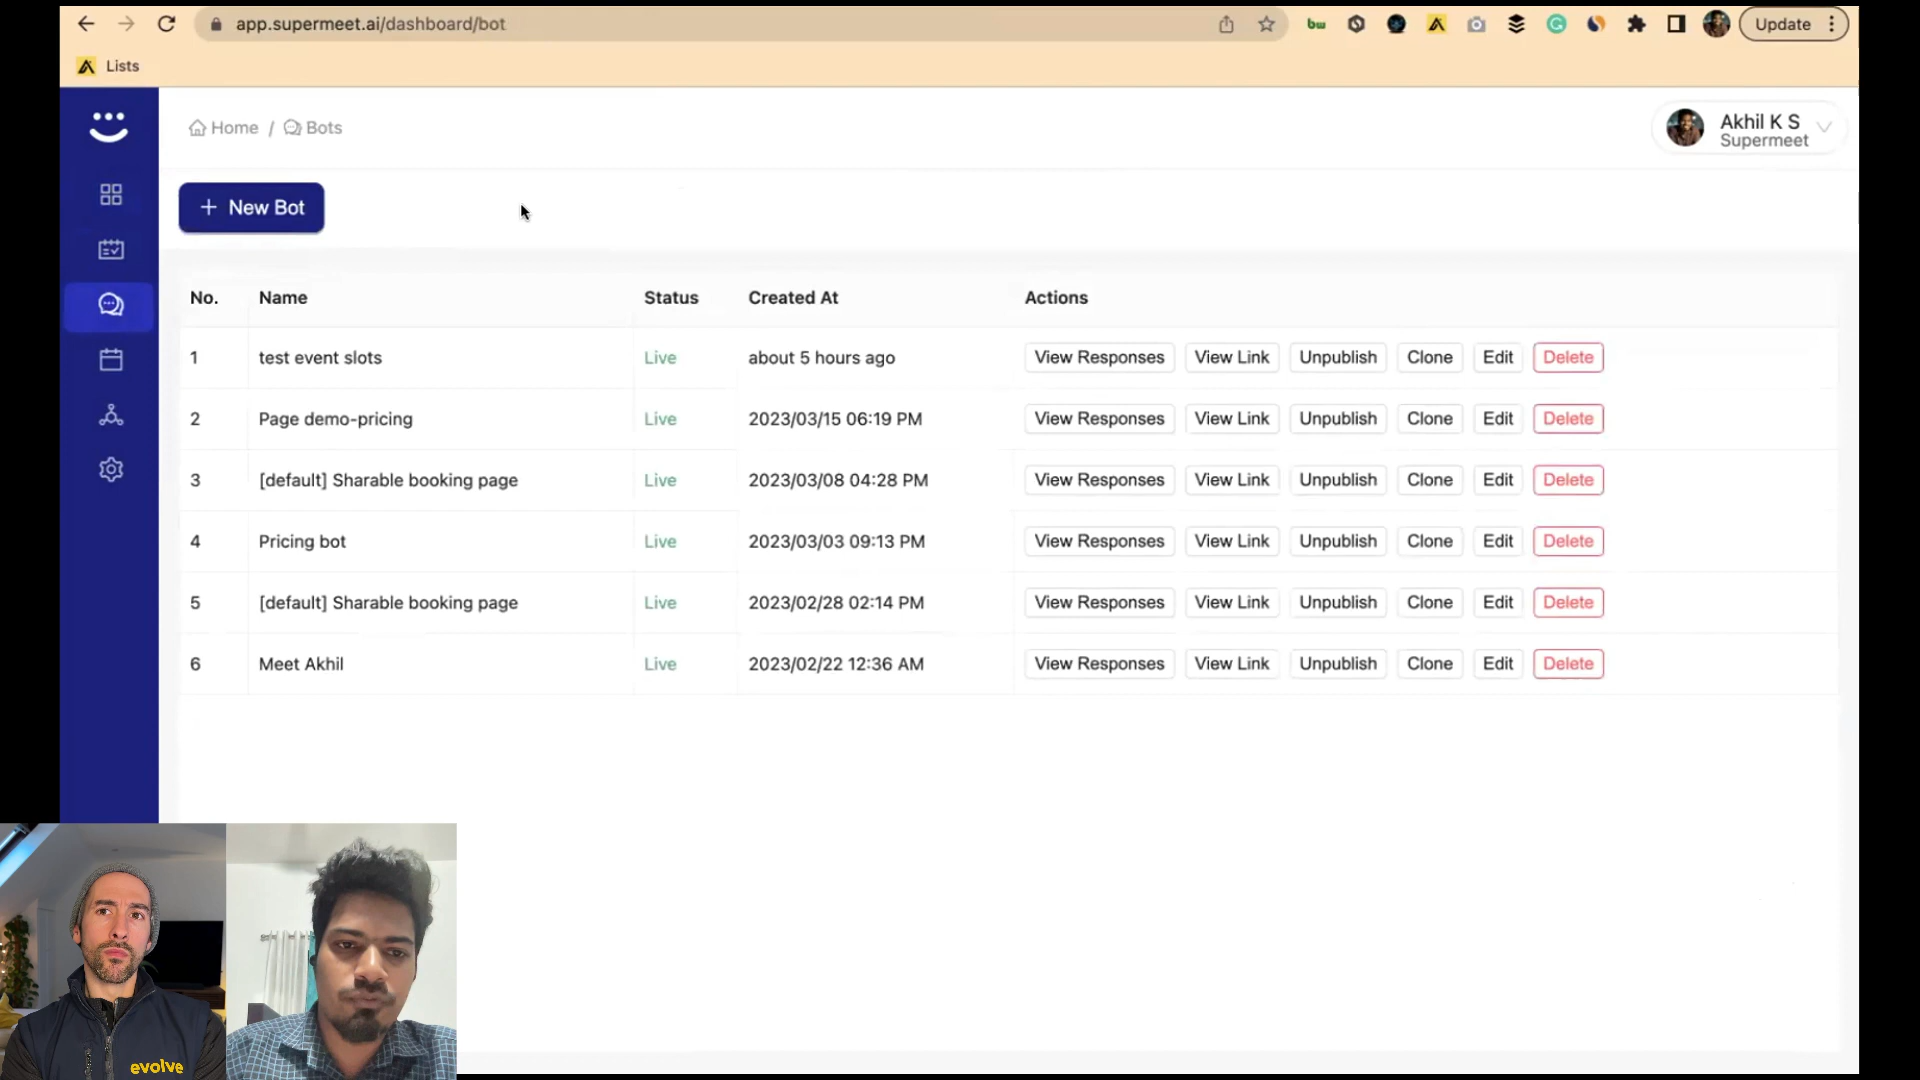 app.supermeet.ai/dashboard/bot
bw
Update
Lists
Home / Bots
Akhil K S
Supermeet
+ New Bot
No. Name Status Created At Actions
1 test event slots Live about 5 hours ago View Responses View Link Unpublish Clone Edit Delete
2 Page demo-pricing Live 2023/03/15 06:19 PM View Responses View Link Unpublish Clone Edit Delete
3 [default] Sharable booking page Live 2023/03/08 04:28 PM View Responses View Link Unpublish Clone Edit Delete
4 Pricing bot Live 2023/03/03 09:13 PM View Responses View Link Unpublish Clone Edit Delete
5 [default] Sharable booking page Live 2023/02/28 02:14 PM View Responses View Link Unpublish Clone Edit Delete
6 Meet Akhil Live 2023/02/22 12:36 AM View Responses View Link Unpublish Clone Edit Delete
evolve